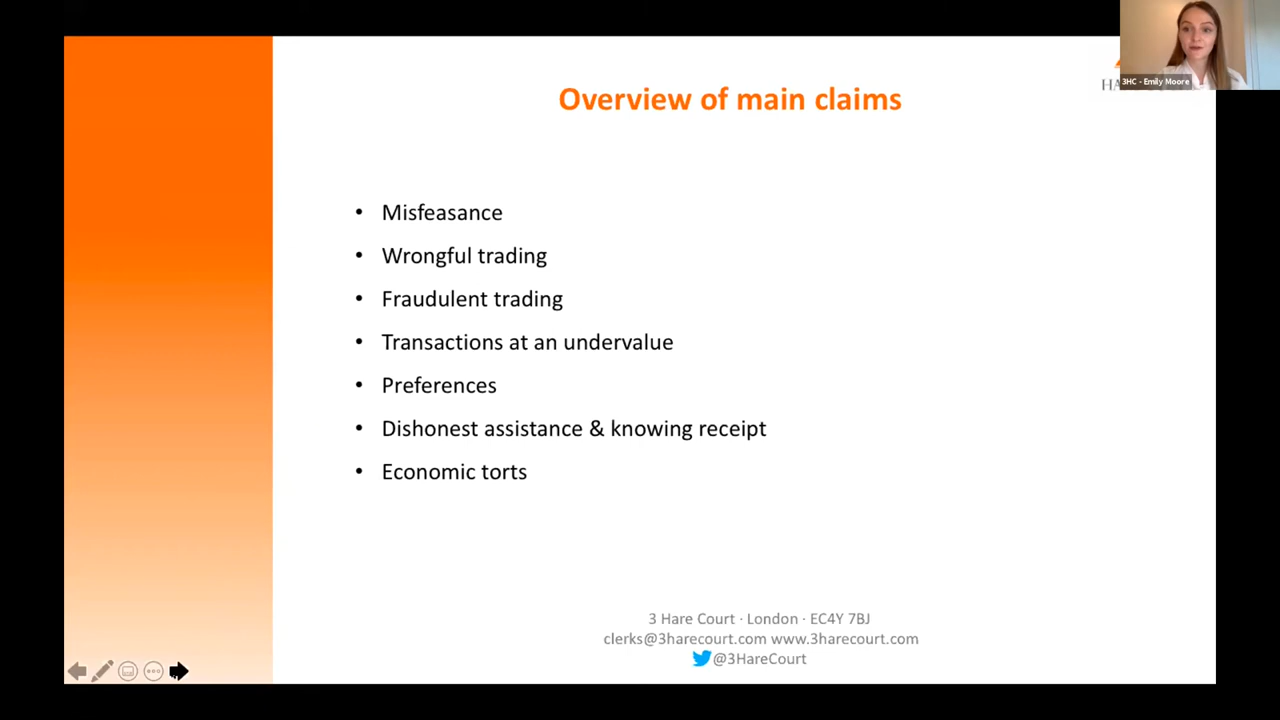 3HC - Emily Moore
Overview of main claims
• Misfeasance
• Wrongful trading
• Fraudulent trading
• Transactions at an undervalue
• Preferences
• Dishonest assistance & knowing receipt
• Economic torts
3 Hare Court · London · EC4Y 7BJ
clerks@3harecourt.com www.3harecourt.com
@3HareCourt